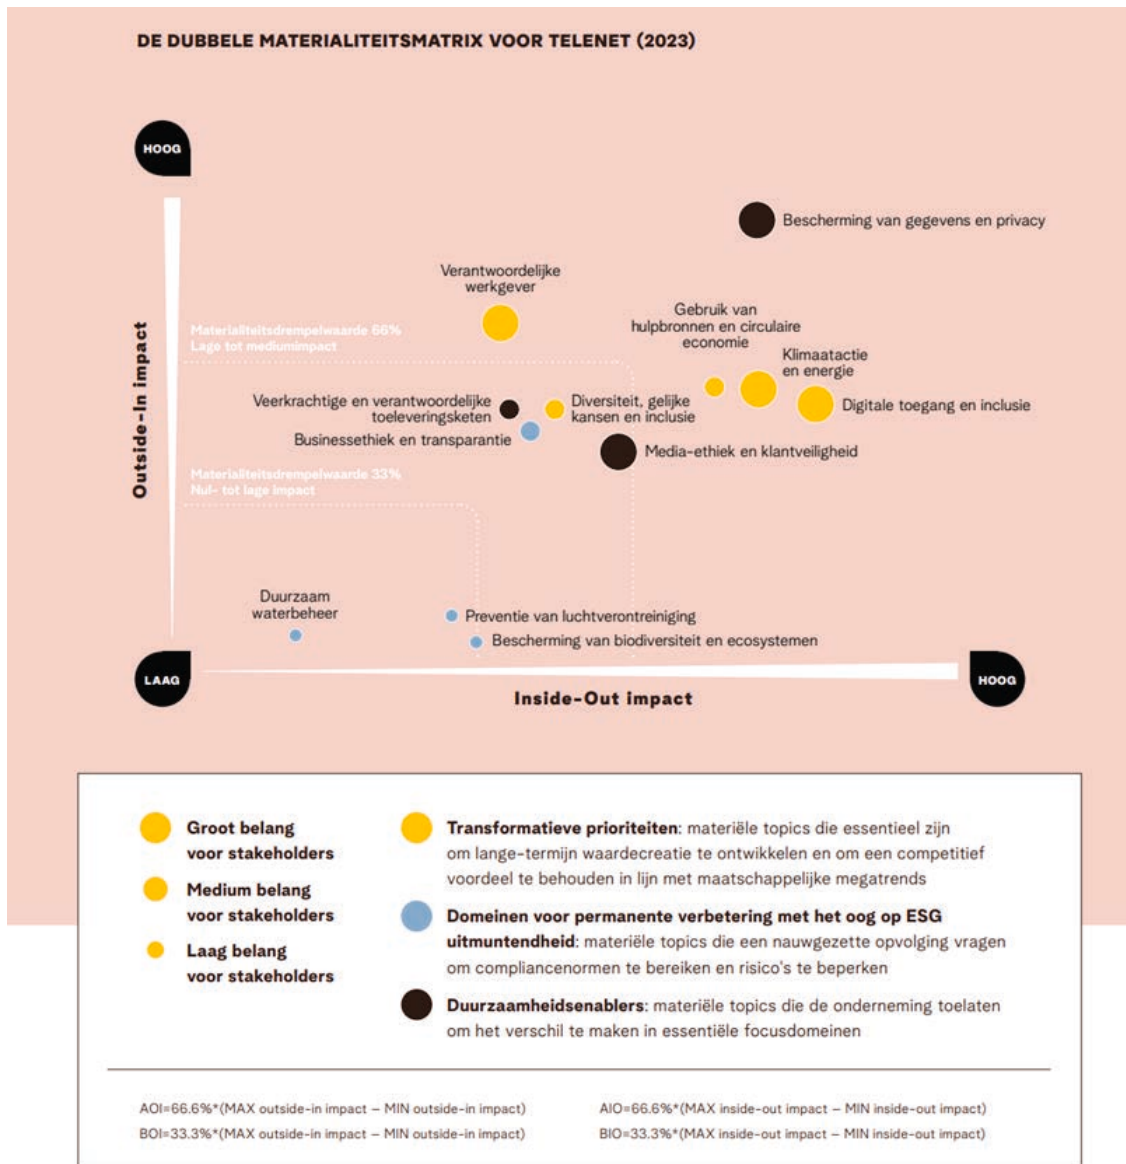 DE DUBBELE MATERIALITEITSMATRIX VOOR TELENET (2023)
HOOG
Bescherming van gegevens en privacy
Verantwoordelijke
werkgever
Gebruik van
hulpbronnen en circulaire
economie
Materialiteitsdrempelwaarde 66%
Lage tot mediumimpact
Klimaatactie
en energie
Outside-In impact
Veerkrachtige en verantwoordelijke
toeleveringsketen
Diversiteit, gelijke
kansen en inclusie
Digitale toegang en inclusie
Businessethiek en transparantie
Media-ethiek en klantveiligheid
Materialiteitsdrempelwaarde 33%
Nul- tot lage impact
Duurzaam
waterbeheer
Preventie van luchtverontreiniging
Bescherming van biodiversiteit en ecosystemen
LAAG
Inside-Out impact
HOOG
Groot belang
voor stakeholders
Medium belang
voor stakeholders
Laag belang
voor stakeholders
Transformatieve prioriteiten: materiële topics die essentieel zijn
om lange-termijn waardecreatie te ontwikkelen en om een competitief
voordeel te behouden in lijn met maatschappelijke megatrends
Domeinen voor permanente verbetering met het oog op ESG
uitmuntendheid: materiële topics die een nauwgezette opvolging vragen
om compliancenormen te bereiken en risico's te beperken
Duurzaamheidsenablers: materiële topics die de onderneming toelaten
om het verschil te maken in essentiële focusdomeinen
AOI=66.6%*(MAX outside-in impact – MIN outside-in impact)
BOI=33.3%*(MAX outside-in impact – MIN outside-in impact)
AIO=66.6%*(MAX inside-out impact – MIN inside-out impact)
BIO=33.3%*(MAX inside-out impact – MIN inside-out impact)